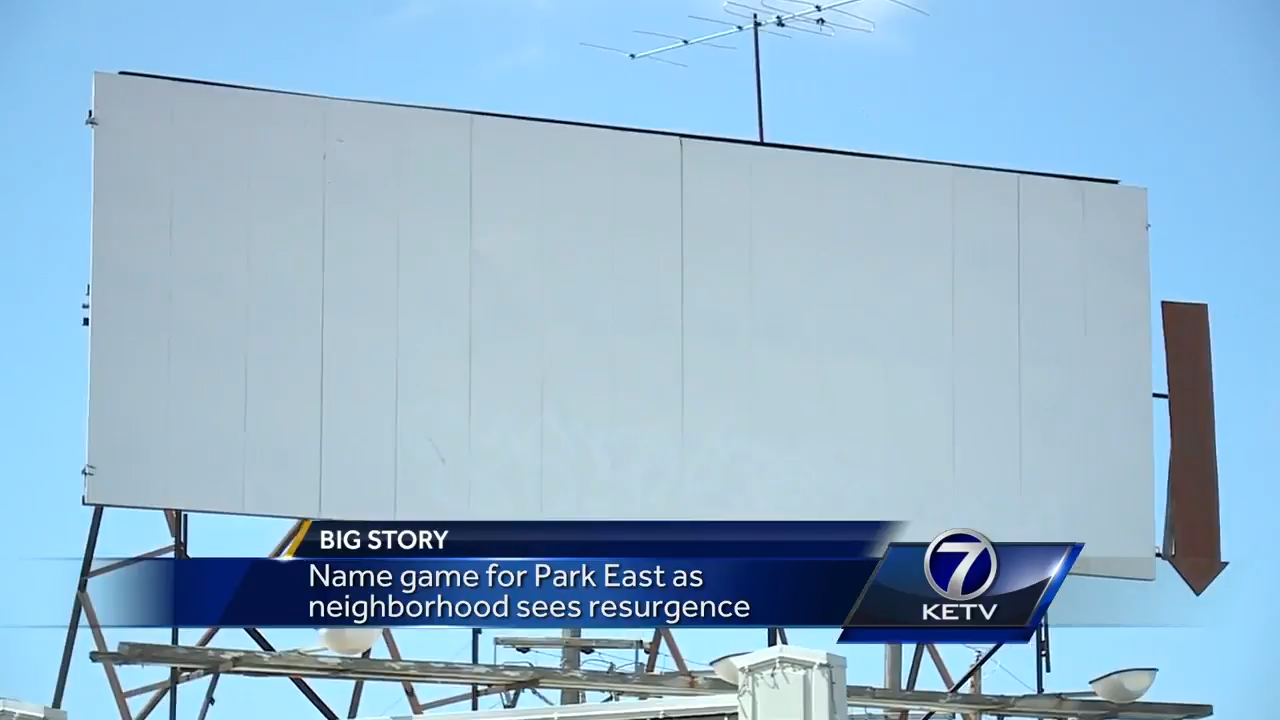 BIG STORY
Name game for Park East as
neighborhood sees resurgence
7
KETV